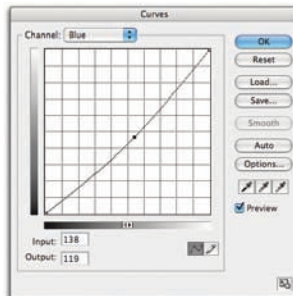 Curves
Channel: Blue
OK
Reset
Load...
Save...
Smooth
Auto
Options...
Preview
Input: 138
Output: 119